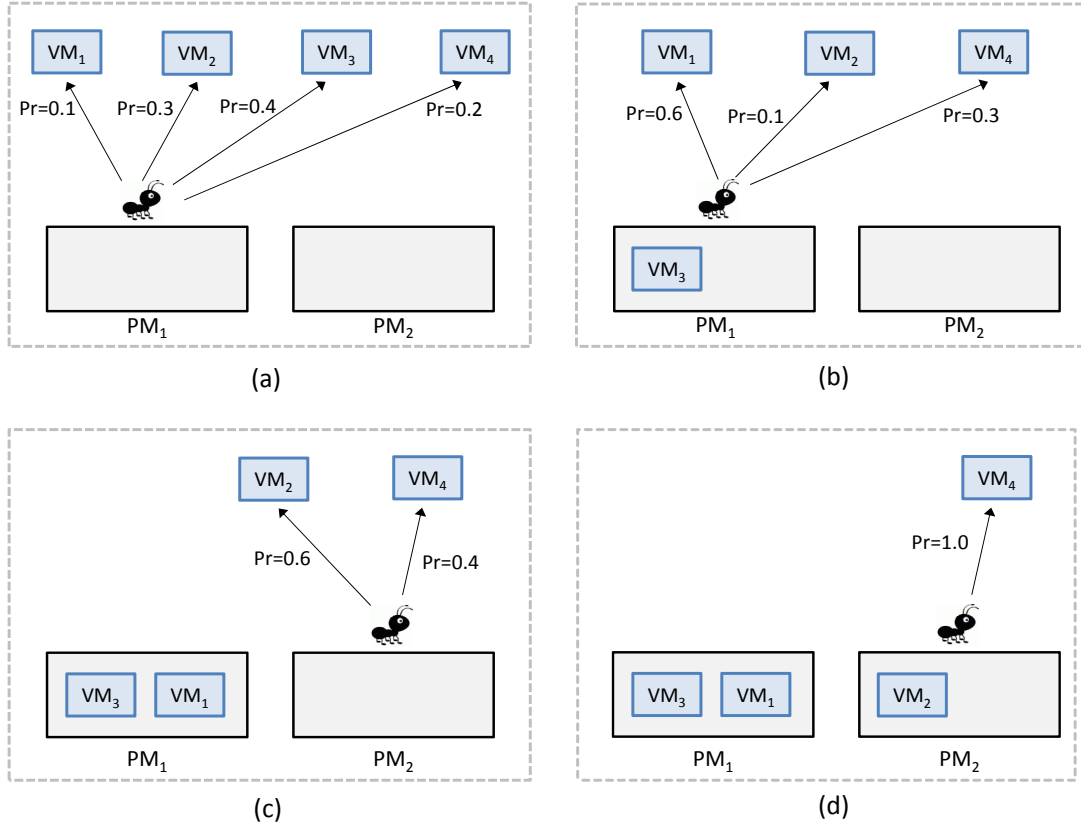 VM₁ VM₂ VM₃ VM₄
Pr=0.1 Pr=0.3 Pr=0.4 Pr=0.2
PM₁ PM₂
(a)
VM₁ VM₂ VM₄
Pr=0.6 Pr=0.1 Pr=0.3
VM₃
PM₁ PM₂
(b)
VM₂ VM₄
Pr=0.6 Pr=0.4
VM₃ VM₁
PM₁ PM₂
(c)
VM₄
Pr=1.0
VM₃ VM₁ VM₂
PM₁ PM₂
(d)